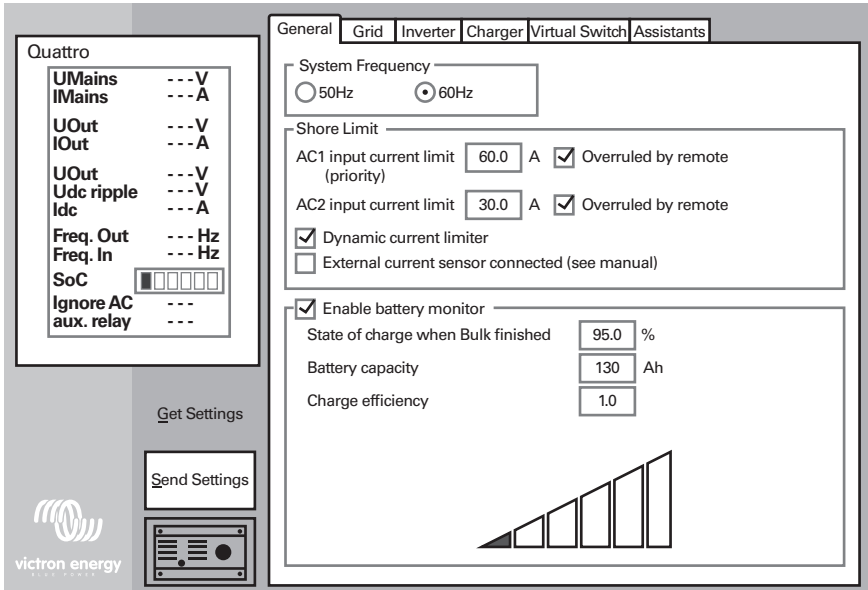 Quattro
UMains ---V
IMains ---A
UOut ---V
IOut ---A
UOut ---V
Udc ripple ---V
Idc ---A
Freq. Out ---Hz
Freq. In ---Hz
SoC
Ignore AC ---
aux. relay ---
Get Settings
Send Settings
victron energy
General Grid Inverter Charger Virtual Switch Assistants
System Frequency
50Hz 60Hz
Shore Limit
AC1 input current limit 60.0 A Overruled by remote
(priority)
AC2 input current limit 30.0 A Overruled by remote
Dynamic current limiter
External current sensor connected (see manual)
Enable battery monitor
State of charge when Bulk finished 95.0 %
Battery capacity 130 Ah
Charge efficiency 1.0